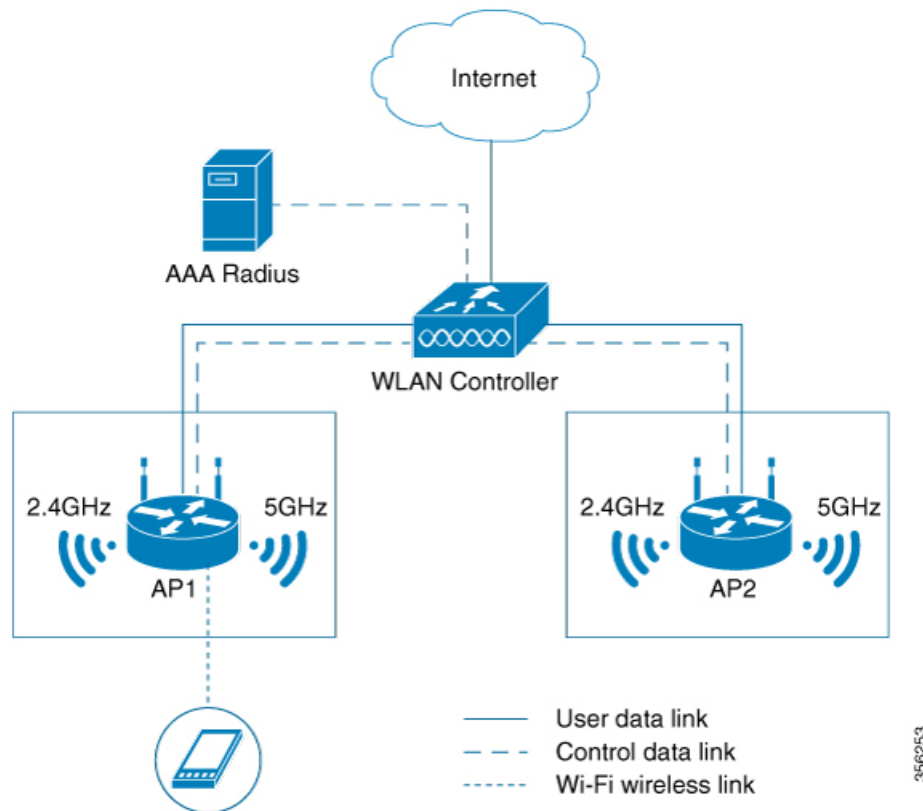 Internet
AAA Radius
WLAN Controller
2.4GHz
5GHz
AP1
2.4GHz
5GHz
AP2
User data link
Control data link
Wi-Fi wireless link
356253